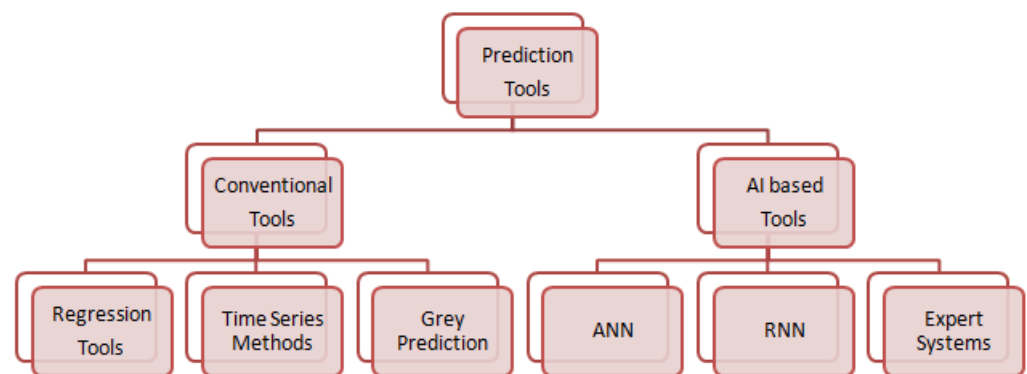 Prediction
Tools
Conventional
Tools
AI based
Tools
Regression
Tools
Time Series
Methods
Grey
Prediction
ANN
RNN
Expert
Systems